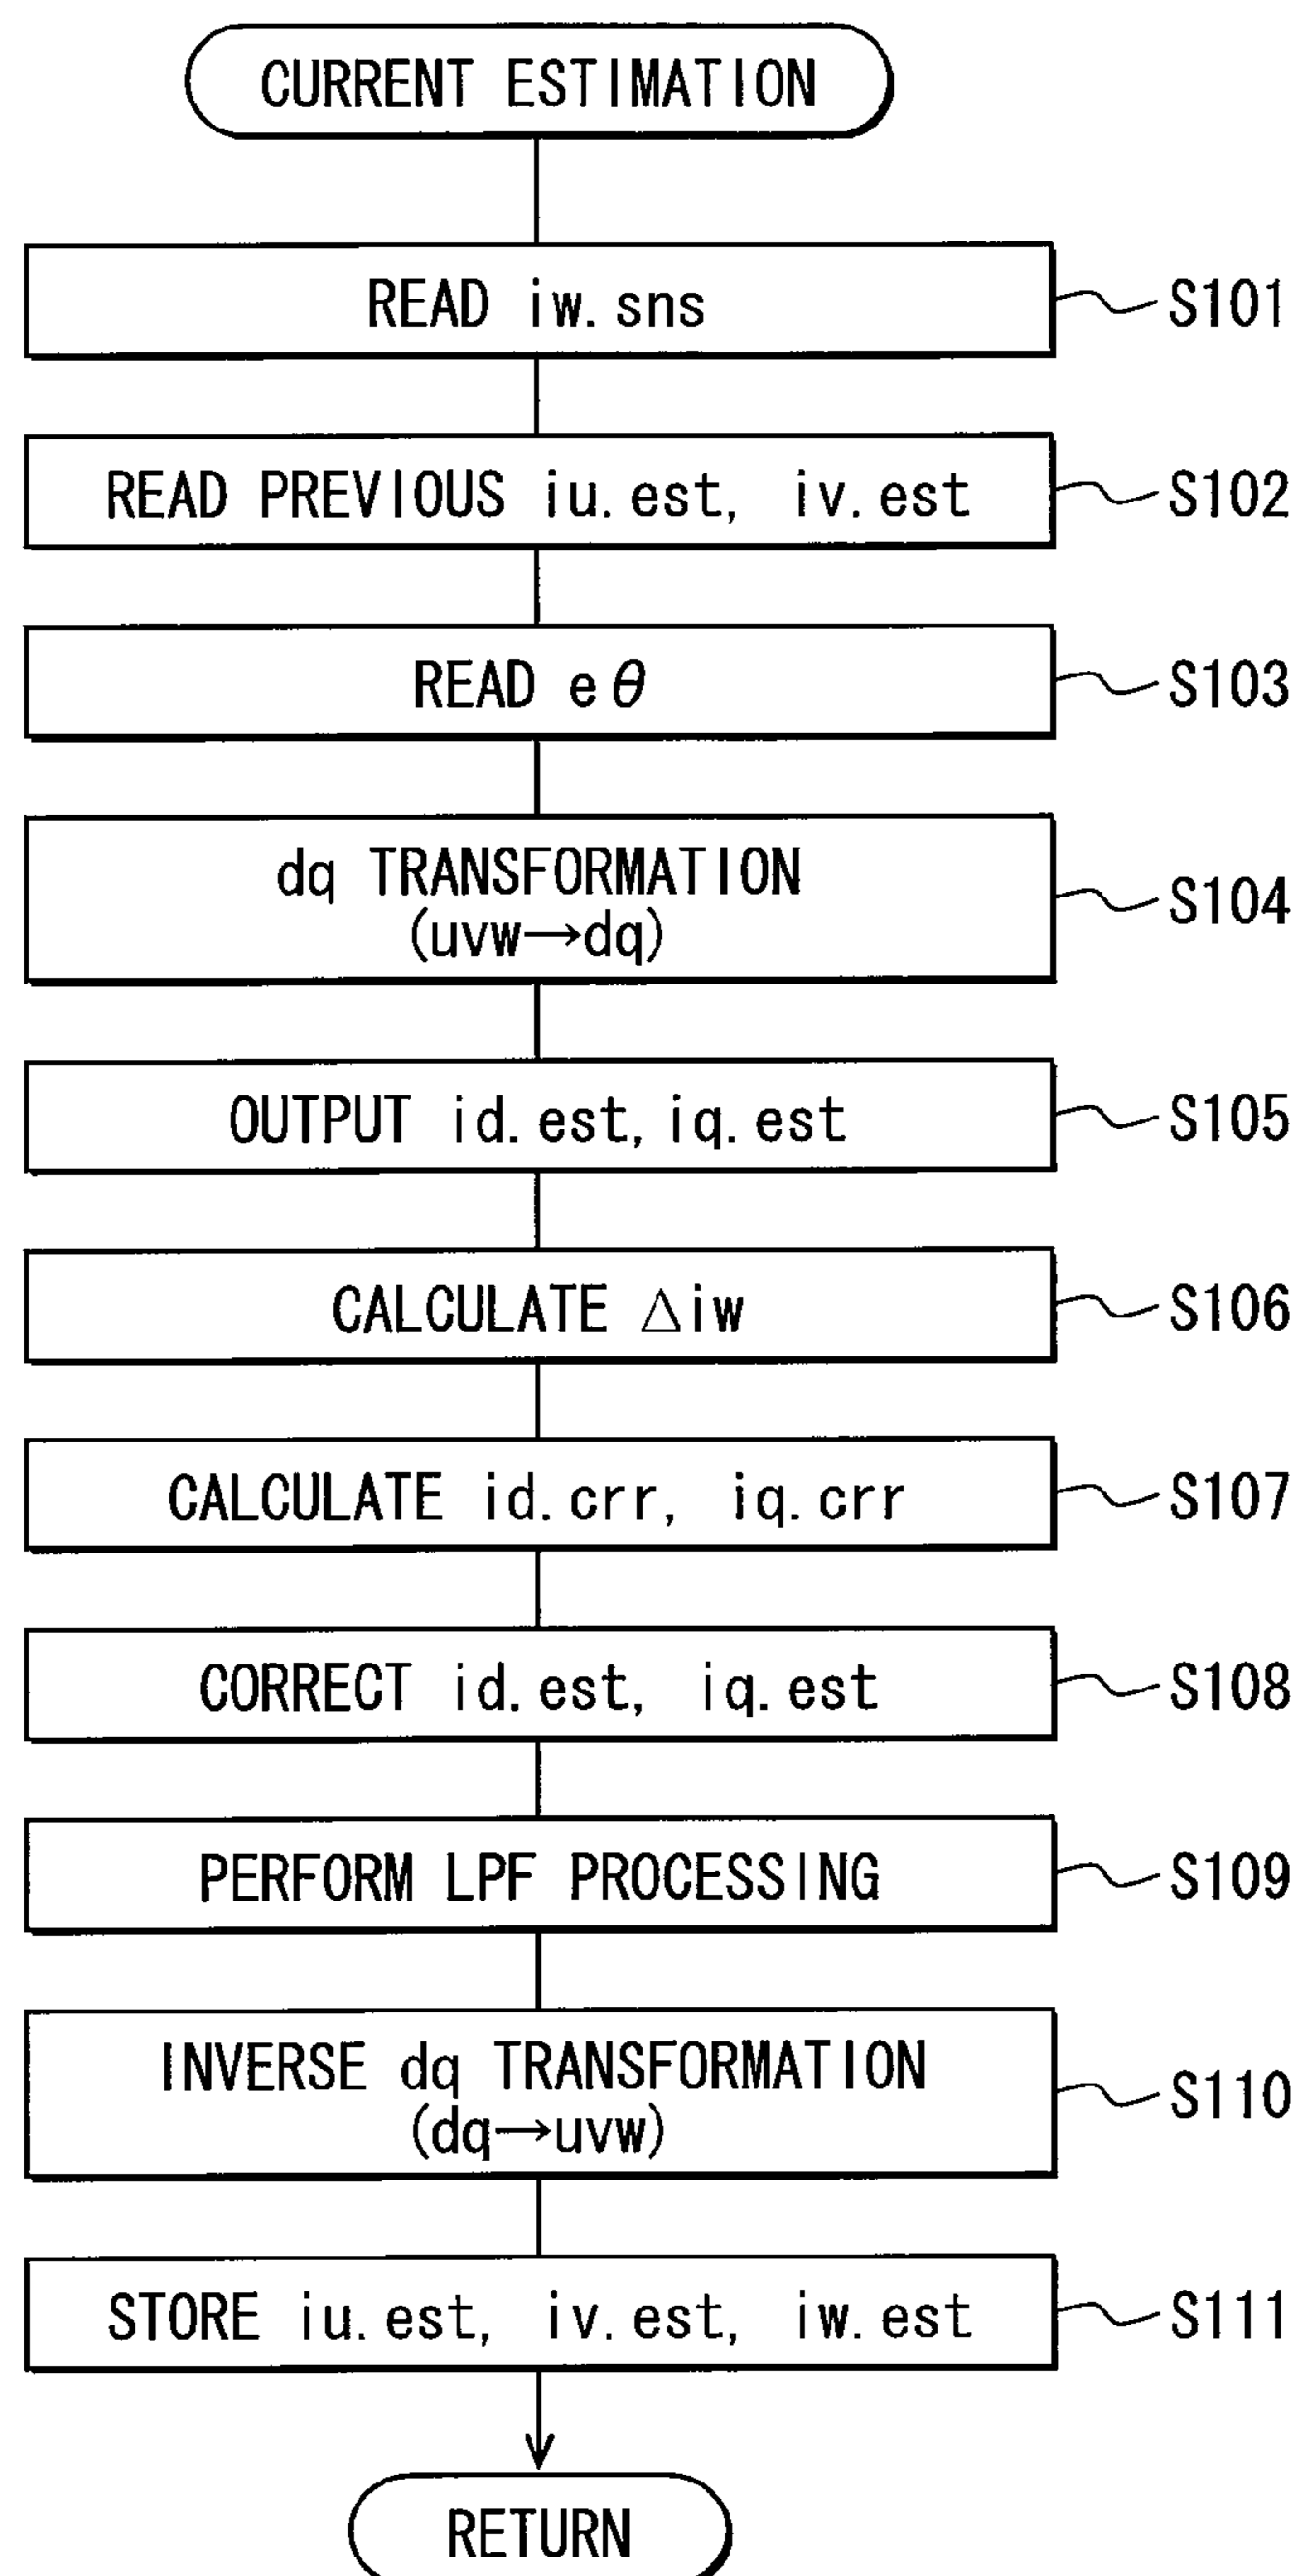 CURRENT ESTIMATION
READ iw.sns
S101
READ PREVIOUS iu.est, iv.est
S102
READ eθ
S103
dq TRANSFORMATION
(uvw→dq)
S104
OUTPUT id.est, iq.est
S105
CALCULATE Δiw
S106
CALCULATE id.crr, iq.crr
S107
CORRECT id.est, iq.est
S108
PERFORM LPF PROCESSING
S109
INVERSE dq TRANSFORMATION
(dq→uvw)
S110
STORE iu.est, iv.est, iw.est
S111
RETURN